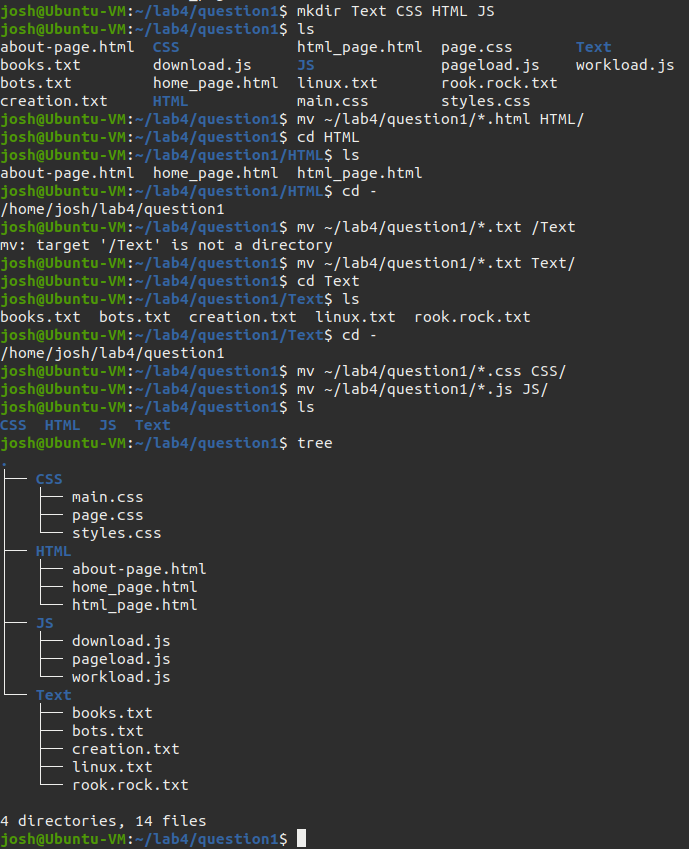 josh@Ubuntu-VM:~/lab4/question1$ mkdir Text CSS HTML JS
josh@Ubuntu-VM:~/lab4/question1$ ls
about-page.html  CSS          html_page.html  page.css       Text
books.txt        download.js  JS              pageload.js    workload.js
bots.txt         home_page.html  linux.txt       rook.rock.txt
creation.txt     HTML         main.css        styles.css
josh@Ubuntu-VM:~/lab4/question1$ mv ~/lab4/question1/*.html HTML/
josh@Ubuntu-VM:~/lab4/question1$ cd HTML
josh@Ubuntu-VM:~/lab4/question1/HTML$ ls
about-page.html  home_page.html  html_page.html
josh@Ubuntu-VM:~/lab4/question1/HTML$ cd -
/home/josh/lab4/question1
josh@Ubuntu-VM:~/lab4/question1$ mv ~/lab4/question1/*.txt /Text
mv: target '/Text' is not a directory
josh@Ubuntu-VM:~/lab4/question1$ mv ~/lab4/question1/*.txt Text/
josh@Ubuntu-VM:~/lab4/question1$ cd Text
josh@Ubuntu-VM:~/lab4/question1/Text$ ls
books.txt  bots.txt  creation.txt  linux.txt  rook.rock.txt
josh@Ubuntu-VM:~/lab4/question1/Text$ cd -
/home/josh/lab4/question1
josh@Ubuntu-VM:~/lab4/question1$ mv ~/lab4/question1/*.css CSS/
josh@Ubuntu-VM:~/lab4/question1$ mv ~/lab4/question1/*.js JS/
josh@Ubuntu-VM:~/lab4/question1$ ls
CSS  HTML  JS  Text
josh@Ubuntu-VM:~/lab4/question1$ tree
.
├── CSS
│   ├── main.css
│   ├── page.css
│   └── styles.css
├── HTML
│   ├── about-page.html
│   ├── home_page.html
│   └── html_page.html
├── JS
│   ├── download.js
│   ├── pageload.js
│   └── workload.js
└── Text
    ├── books.txt
    ├── bots.txt
    ├── creation.txt
    ├── linux.txt
    └── rook.rock.txt
4 directories, 14 files
josh@Ubuntu-VM:~/lab4/question1$